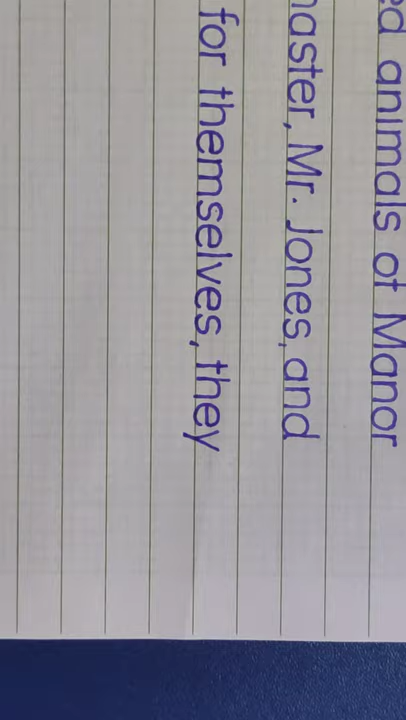 animals of Manor
Mr. Jones, and
for themselves, they